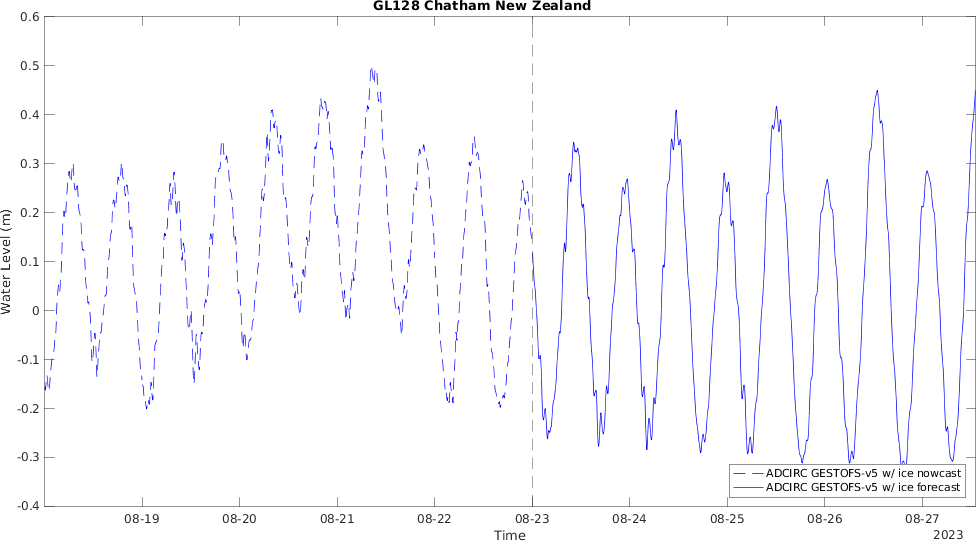 GL128 Chatham New Zealand
0.6
0.5
0.4
0.3
0.2
0.1
0
-0.1
-0.2
-0.3
-0.4
Water Level (m)
ADCIRC GESTOFS-v5 w/ ice nowcast
ADCIRC GESTOFS-v5 w/ ice forecast
08-19 08-20 08-21 08-22 08-23 08-24 08-25 08-26 08-27
Time
2023